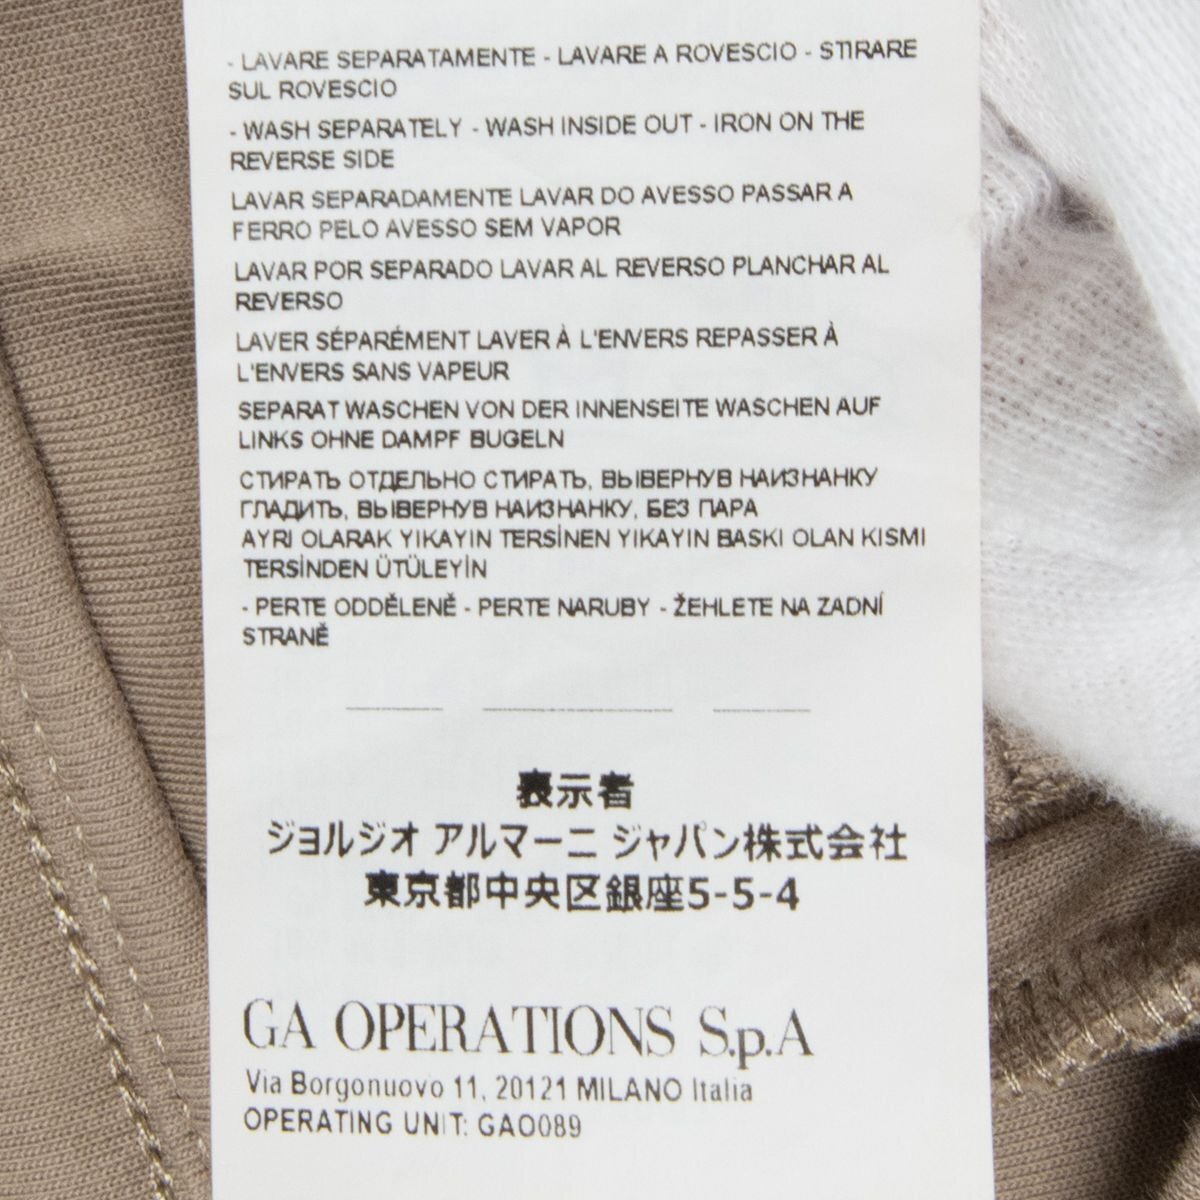 - LAVARE SEPARATAMENTE - LAVARE A ROVESCIO - STIRARE
SUL ROVESCIO
- WASH SEPARATELY - WASH INSIDE OUT - IRON ON THE
REVERSE SIDE
LAVAR SEPARADAMENTE LAVAR DO AVESSO PASSAR A
FERRO PELO AVESSO SEM VAPOR
LAVAR POR SEPARADO LAVAR AL REVERSO PLANCHAR AL
REVERSO
LAVER SÉPARÉMENT LAVER À L'ENVERS REPASSER À
L'ENVERS SANS VAPEUR
SEPARAT WASCHEN VON DER INNENSEITE WASCHEN AUF
LINKS OHNE DAMPF BUGELN
СТИРАТЬ ОТДЕЛЬНО СТИРАТЬ, ВЫВЕРНУВ НАИЗНАНКУ
ГЛАДИТЬ, ВЫВЕРНУВ НАИЗНАНКУ, БЕЗ ПАРА
AYRI OLARAK YIKAYIN TERSİNEN YIKAYIN BASKI OLAN KISMI
TERSİNDEN ÜTÜLEYİN
- PERTE ODDĚLENĚ - PERTE NARUBY - ŽEHLETE NA ZADNÍ
STRANĚ
表示者
ジョルジオ アルマーニ ジャパン株式会社
東京都中央区銀座5-5-4
GA OPERATIONS S.p.A
Via Borgonuovo 11, 20121 MILANO Italia
OPERATING UNIT: GAO089